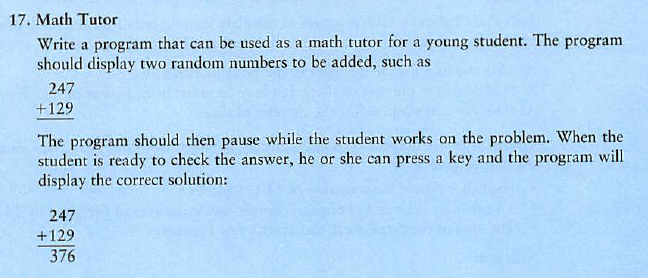 17. Math Tutor
Write a program that can be used as a math tutor for a young student. The program
should display two random numbers to be added, such as
247
+129
The program should then pause while the student works on the problem. When the
student is ready to check the answer, he or she can press a key and the program will
display the correct solution:
247
+129
376